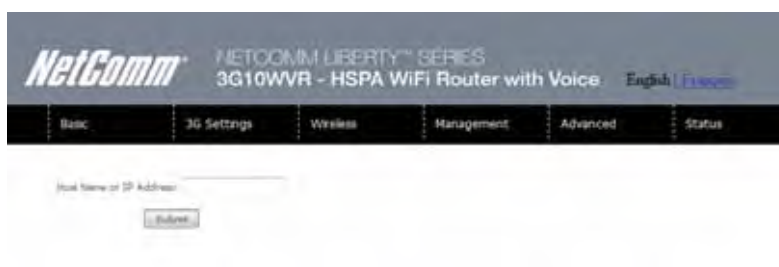 NetComm
NETCOMM LIBERTY™ SERIES
3G10WVR - HSPA WiFi Router with Voice
English | Français
Basic 3G Settings Wireless Management Advanced Status
Host Name or IP Address:
Submit